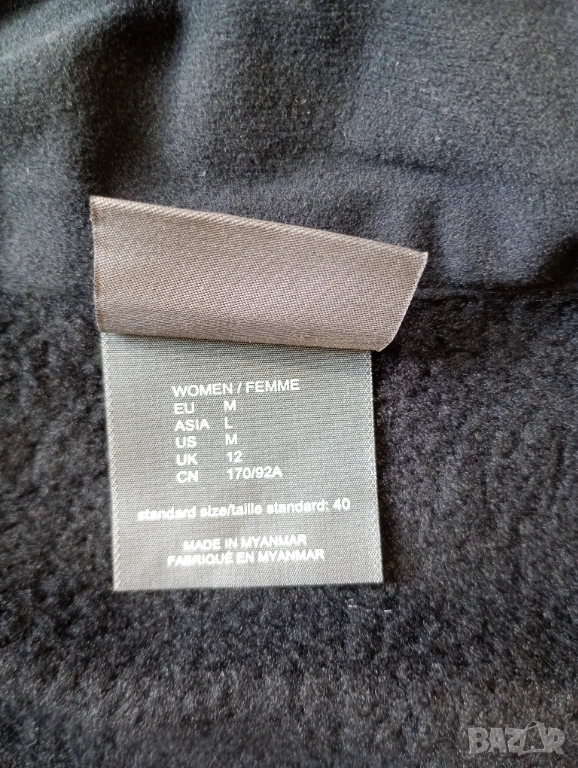 WOMEN / FEMME
EU M
ASIA L
US M
UK 12
CN 170/92A
standard size/taille standard: 40
MADE IN MYANMAR
FABRIQUÉ EN MYANMAR
BAZAR